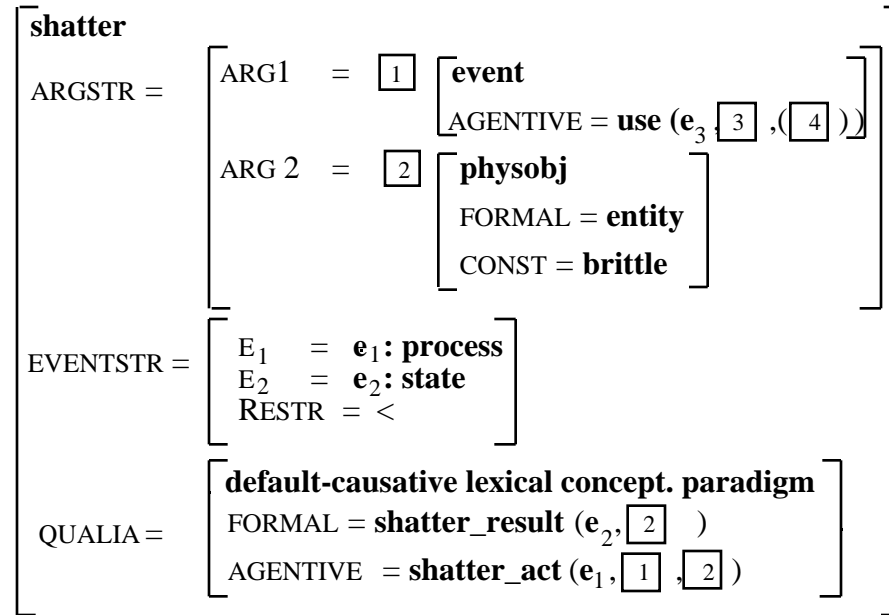 shatter
ARGSTR = ARG1 = 1 event
AGENTIVE = use (e3, 3 ,( 4 ))
ARG 2 = 2 physobj
FORMAL = entity
CONST = brittle
EVENTSTR = E1 = e1: process
E2 = e2: state
RESTR = <
QUALIA = default-causative lexical concept. paradigm
FORMAL = shatter_result (e2, 2 )
AGENTIVE = shatter_act (e1, 1 , 2 )